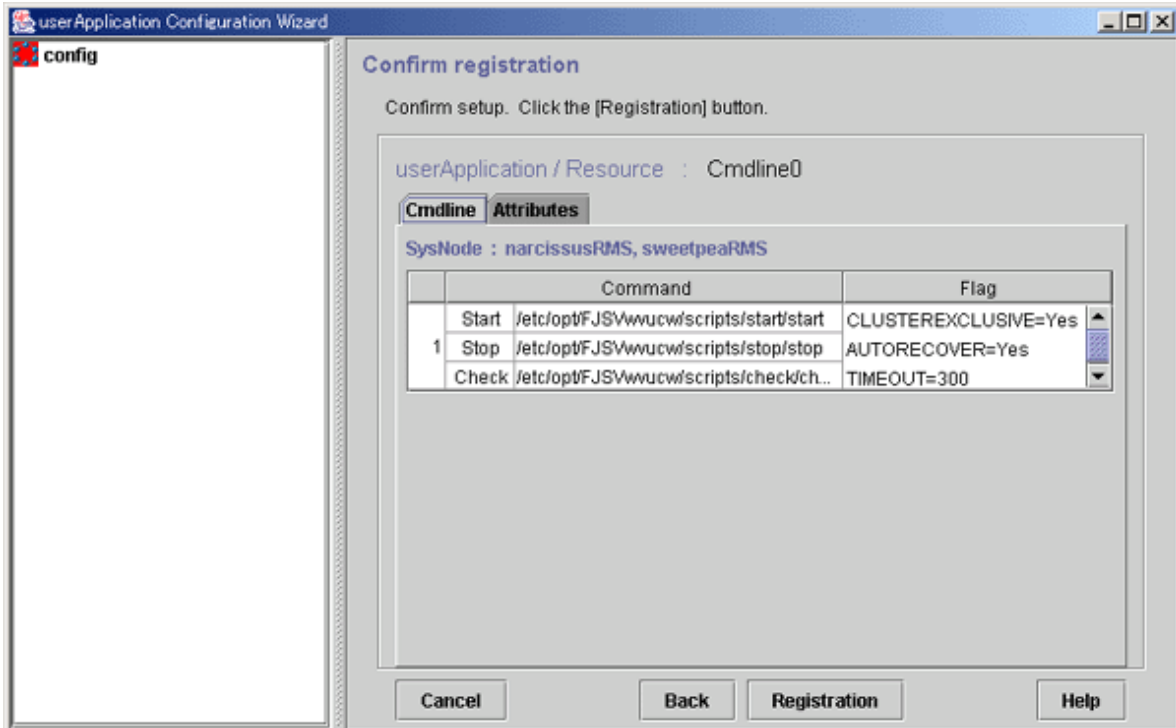 userApplication Configuration Wizard
config
Confirm registration
Confirm setup. Click the [Registration] button.
userApplication / Resource : Cmdline0
Cmdline Attributes
SysNode : narcissusRMS, sweetpeaRMS
Command Flag
Start /etc/opt/FJSVwvucw/scripts/start/start CLUSTEREXCLUSIVE=Yes
1 Stop /etc/opt/FJSVwvucw/scripts/stop/stop AUTORECOVER=Yes
Check /etc/opt/FJSVwvucw/scripts/check/ch... TIMEOUT=300
Cancel Back Registration Help